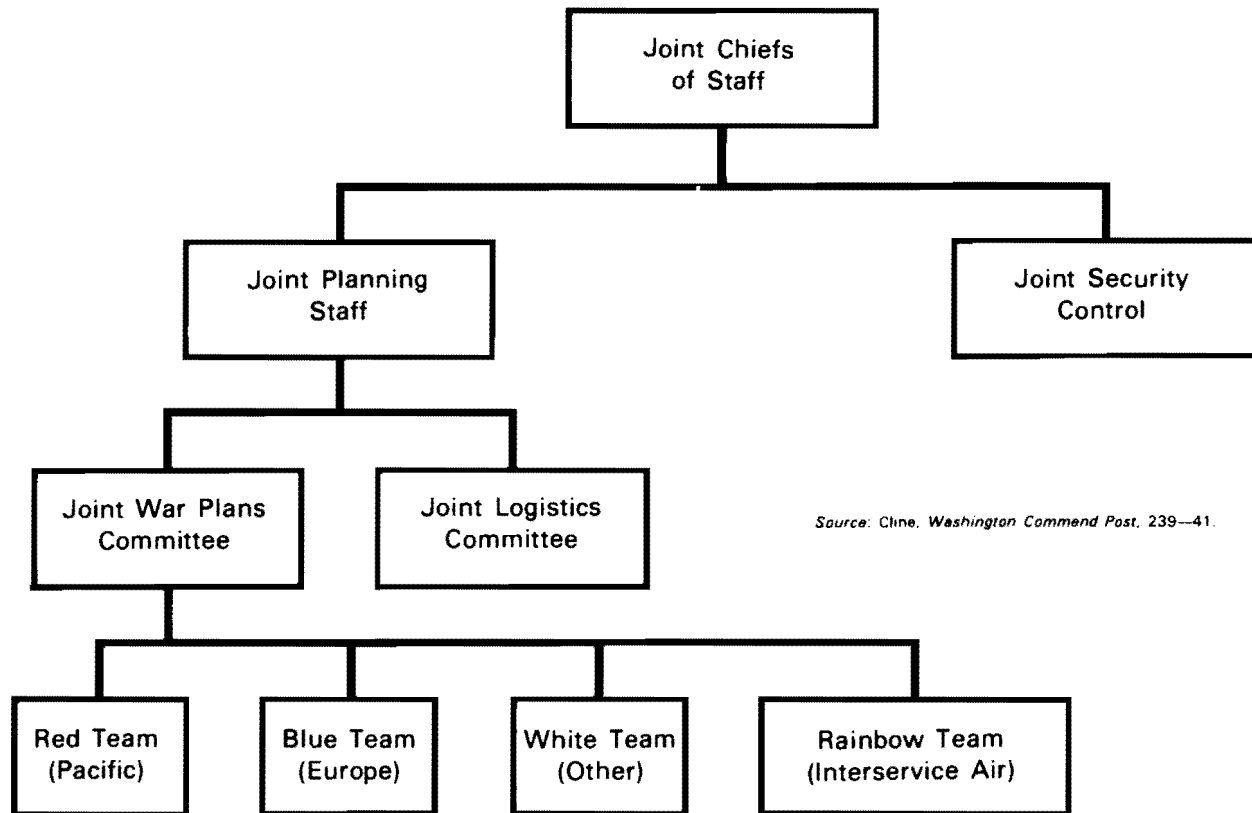 Joint Chiefs
of Staff
Joint Planning
Staff
Joint Security
Control
Joint War Plans
Committee
Joint Logistics
Committee
Source: Cline, Washington Commend Post, 239—41.
Red Team
(Pacific)
Blue Team
(Europe)
White Team
(Other)
Rainbow Team
(Interservice Air)